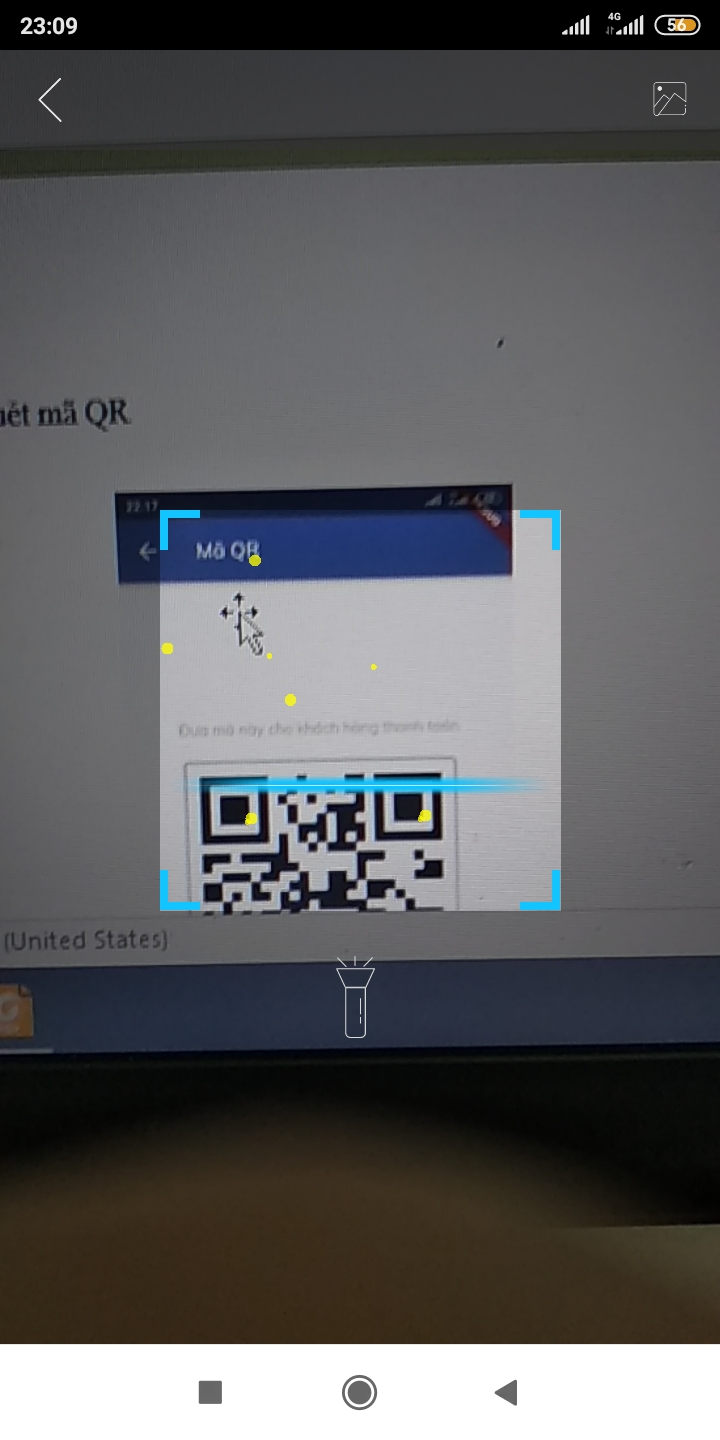 23:09
4G
56
uét mã QR
22:17
Mã QR
Đưa mã này cho khách hàng thanh toán
(United States)